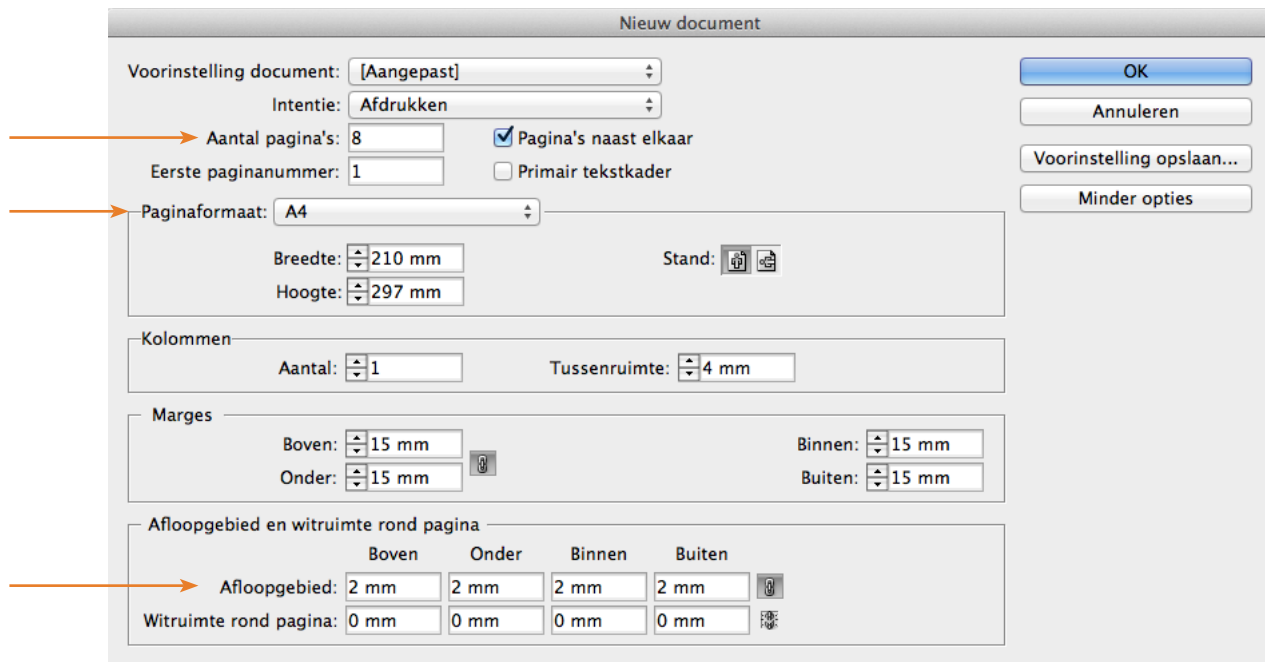 Nieuw document
Voorinstelling document: [Aangepast] OK
Intentie: Afdrukken Annuleren
Aantal pagina's: 8 Pagina's naast elkaar
Voorinstelling opslaan...
Eerste paginanummer: 1 Primair tekstkader
Minder opties
Paginaformaat: A4
Breedte: 210 mm Stand:
Hoogte: 297 mm
Kolommen
Aantal: 1 Tussenruimte: 4 mm
Marges
Boven: 15 mm Binnen: 15 mm
Onder: 15 mm Buiten: 15 mm
Afloopgebied en witruimte rond pagina
Boven Onder Binnen Buiten
Afloopgebied: 2 mm 2 mm 2 mm 2 mm
Witruimte rond pagina: 0 mm 0 mm 0 mm 0 mm